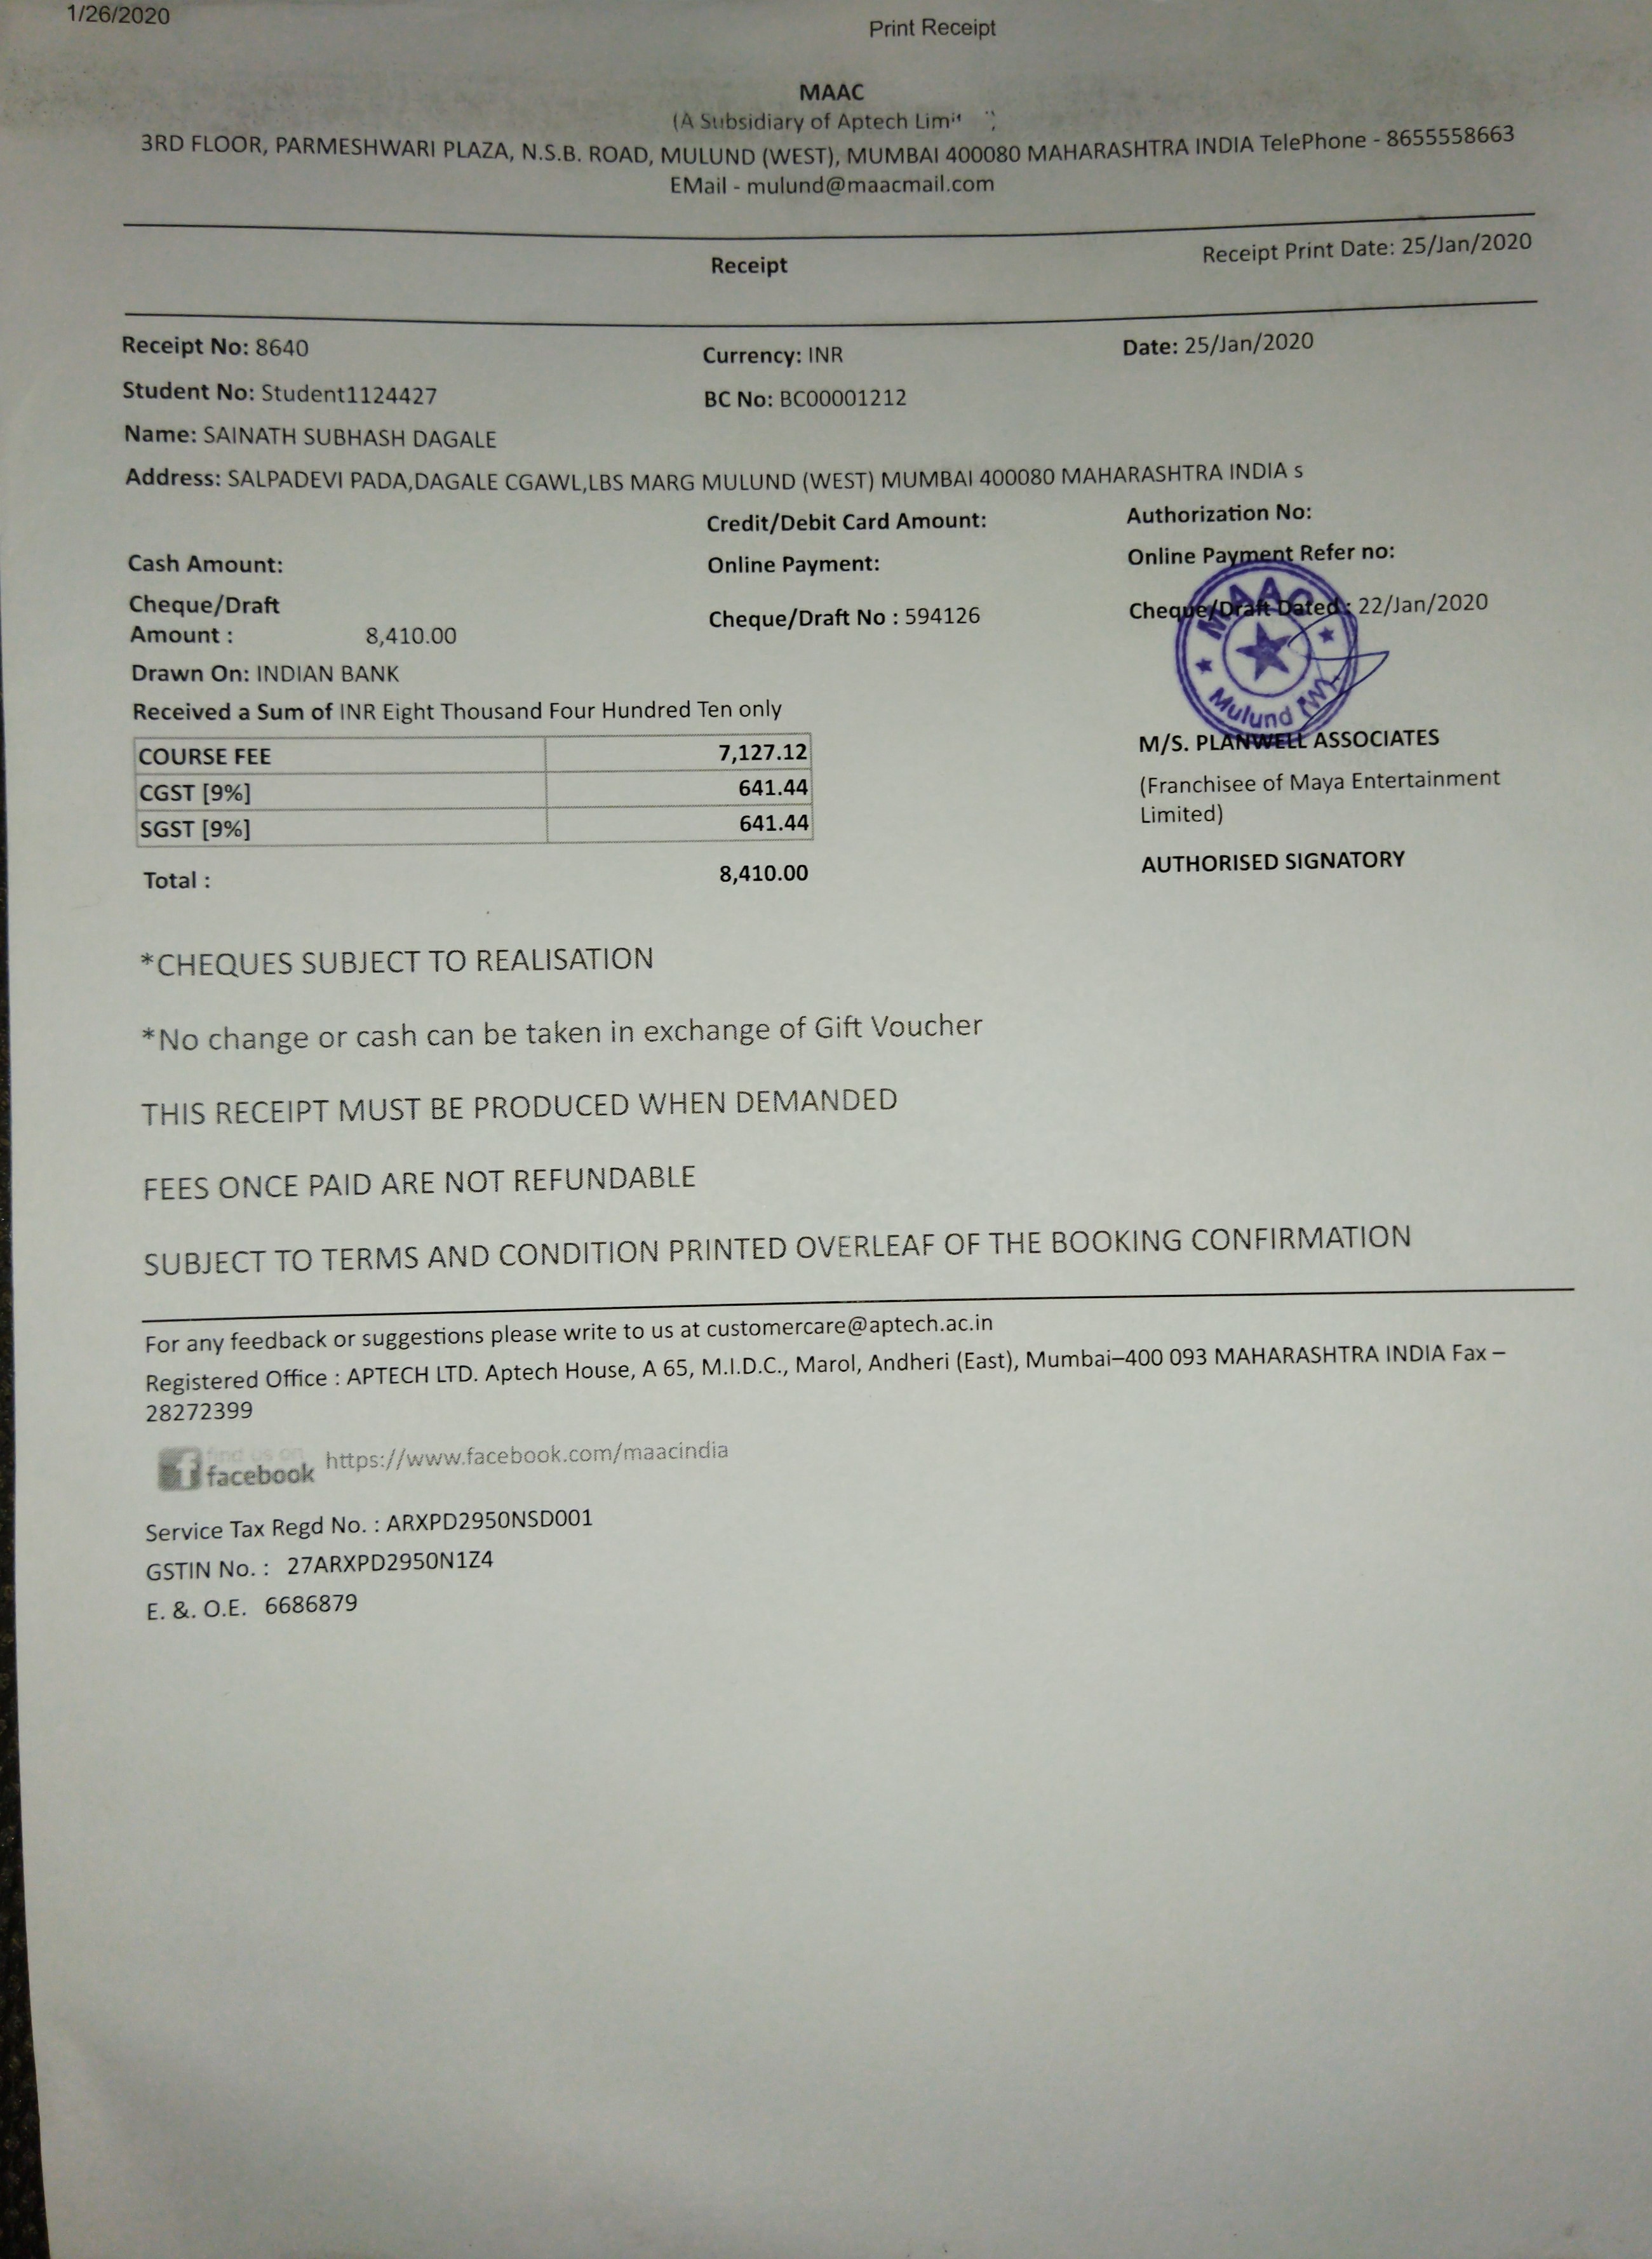 1/26/2020
Print Receipt
MAAC
(A Subsidiary of Aptech
3RD FLOOR, PARMESHWARI PLAZA, N.S.B. ROAD, MULUND (WEST), MUMBAI 400080 MAHARASHTRA INDIA TelePhone - 8655558663
EMail - mulund@maacmail.com
Receipt
Receipt Print Date: 25/Jan/2020
Receipt No: 8640 Currency: INR Date: 25/Jan/2020
Student No: Student1124427 BC No: BC00001212
Name: SAINATH SUBHASH DAGALE
Address: SALPADEVI PADA,DAGALE CGAWL,LBS MARG MULUND (WEST) MUMBAI 400080 MAHARASHTRA INDIA s
Credit/Debit Card Amount: Authorization No:
Cash Amount: Online Payment: Online Payment Refer no:
Cheque/Draft
Amount : 8,410.00 Cheque/Draft No : 594126 Cheque/Draft Dated : 22/Jan/2020
Drawn On: INDIAN BANK
MAAC
Mulund (W)
Received a Sum of INR Eight Thousand Four Hundred Ten only
COURSE FEE 7,127.12
CGST [9%] 641.44
SGST [9%] 641.44
Total : 8,410.00
M/S. PLANWELL ASSOCIATES
(Franchisee of Maya Entertainment
Limited)
AUTHORISED SIGNATORY
*CHEQUES SUBJECT TO REALISATION
*No change or cash can be taken in exchange of Gift Voucher
THIS RECEIPT MUST BE PRODUCED WHEN DEMANDED
FEES ONCE PAID ARE NOT REFUNDABLE
SUBJECT TO TERMS AND CONDITION PRINTED OVERLEAF OF THE BOOKING CONFIRMATION
For any feedback or suggestions please write to us at customercare@aptech.ac.in
Registered Office : APTECH LTD. Aptech House, A 65, M.I.D.C., Marol, Andheri (East), Mumbai–400 093 MAHARASHTRA INDIA Fax –
28272399
find us on
facebook https://www.facebook.com/maacindia
Service Tax Regd No. : ARXPD2950NSD001
GSTIN No. : 27ARXPD2950N1Z4
E. &. O.E. 6686879